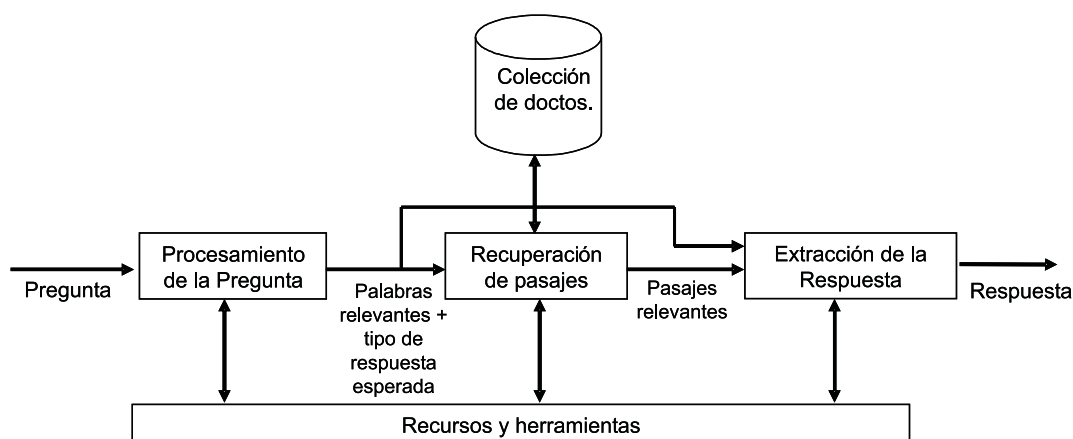 Colección
de doctos.
Procesamiento
de la Pregunta
Recuperación
de pasajes
Extracción de la
Respuesta
Pregunta
Palabras
relevantes +
tipo de
respuesta
esperada
Pasajes
relevantes
Respuesta
Recursos y herramientas